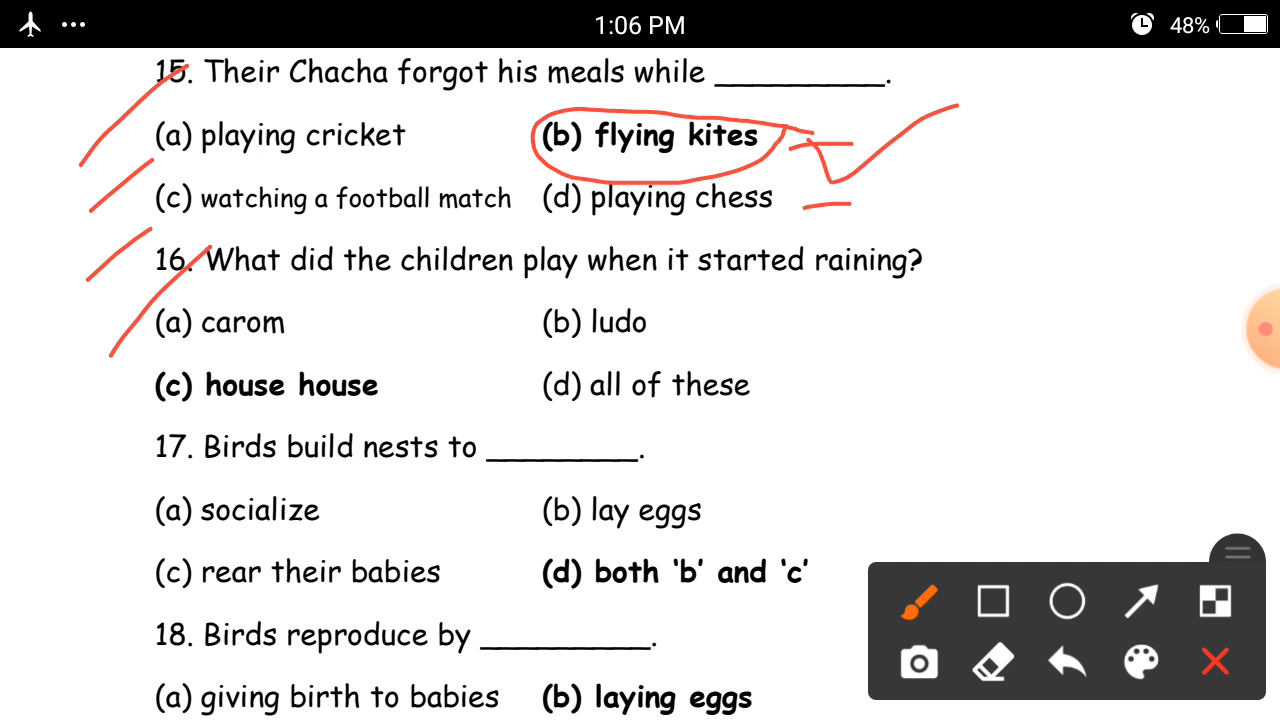 1:06 PM 48%
15. Their Chacha forgot his meals while _________.
(a) playing cricket (b) flying kites
(c) watching a football match (d) playing chess
16. What did the children play when it started raining?
(a) carom (b) ludo
(c) house house (d) all of these
17. Birds build nests to ________.
(a) socialize (b) lay eggs
(c) rear their babies (d) both ‘b’ and ‘c’
18. Birds reproduce by _________.
(a) giving birth to babies (b) laying eggs